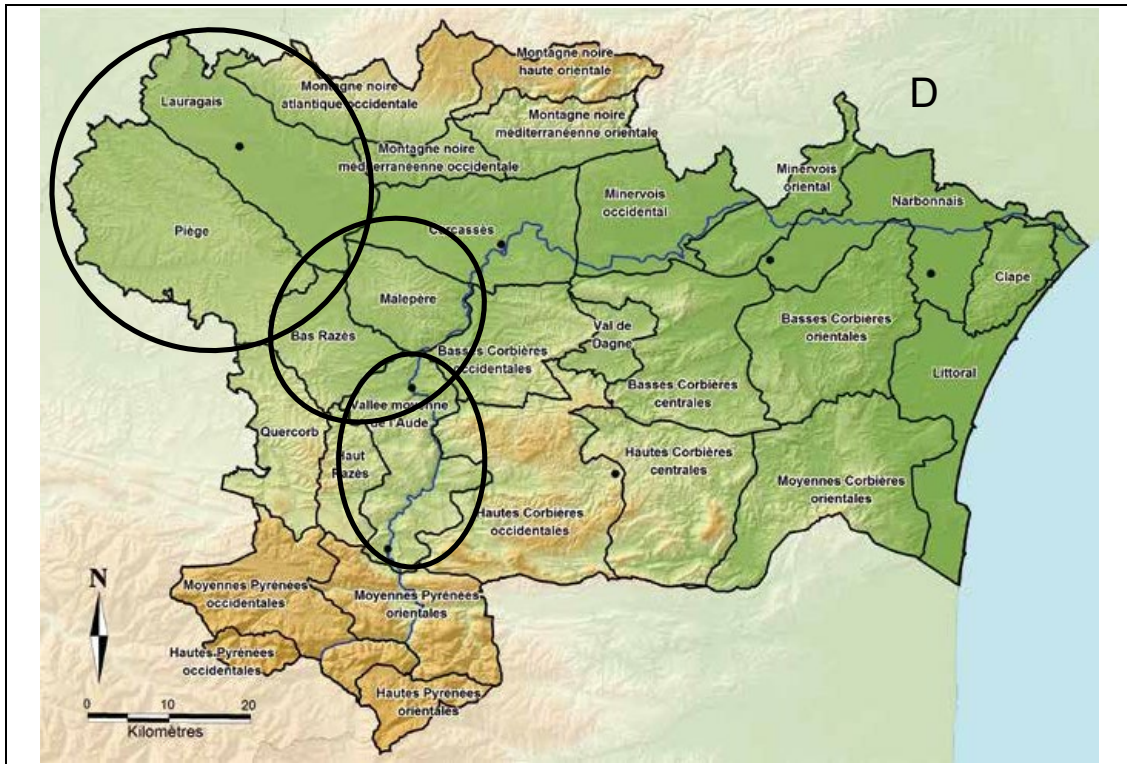 D
Montagne noire
haute orientale
Lauragais
Montagne noire
atlantique occidentale
Montagne noire
méditerranéenne orientale
Montagne noire
méditerranéenne occidentale
Minervois
oriental
Minervois
occidental
Narbonnais
Piège
Carcassès
Clape
Malepère
Bas Razès
Val de
Dagne
Basses Corbières
orientales
Basses Corbières
occidentales
Littoral
Basses Corbières
centrales
Vallée moyenne
de l'Aude
Quercorb
Haut
Razès
Hautes Corbières
centrales
Moyennes Corbières
orientales
Hautes Corbières
occidentales
N
Moyennes Pyrénées
occidentales
Moyennes Pyrénées
orientales
Hautes Pyrénées
occidentales
Hautes Pyrénées
orientales
0 10 20
Kilomètres